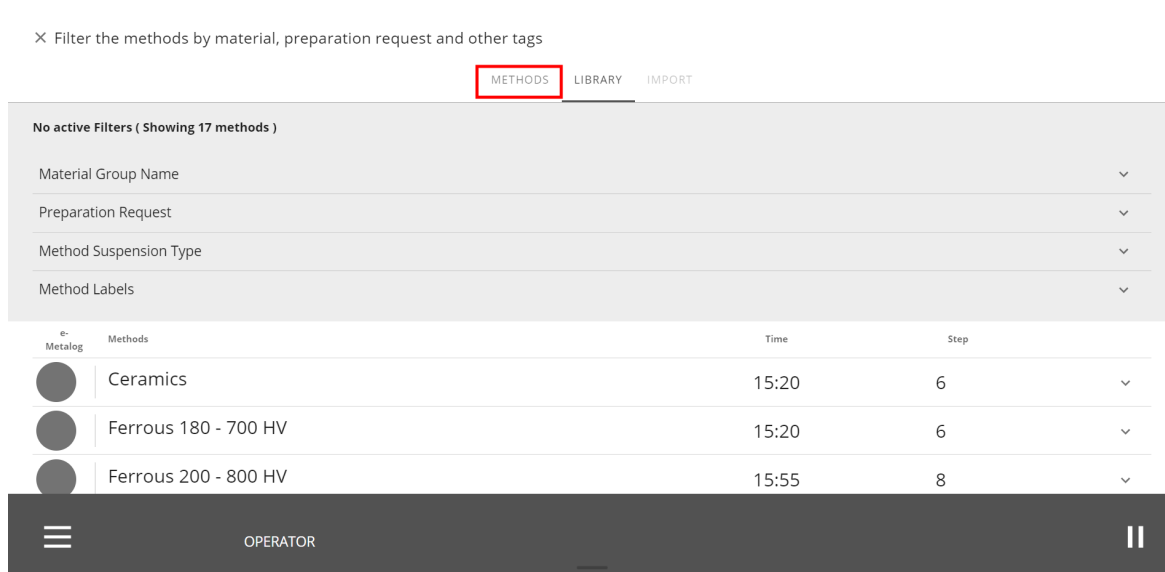 × Filter the methods by material, preparation request and other tags
METHODS LIBRARY IMPORT
No active Filters ( Showing 17 methods )
Material Group Name
Preparation Request
Method Suspension Type
Method Labels
e-
Metalog Methods Time Step
Ceramics 15:20 6
Ferrous 180 - 700 HV 15:20 6
Ferrous 200 - 800 HV 15:55 8
OPERATOR